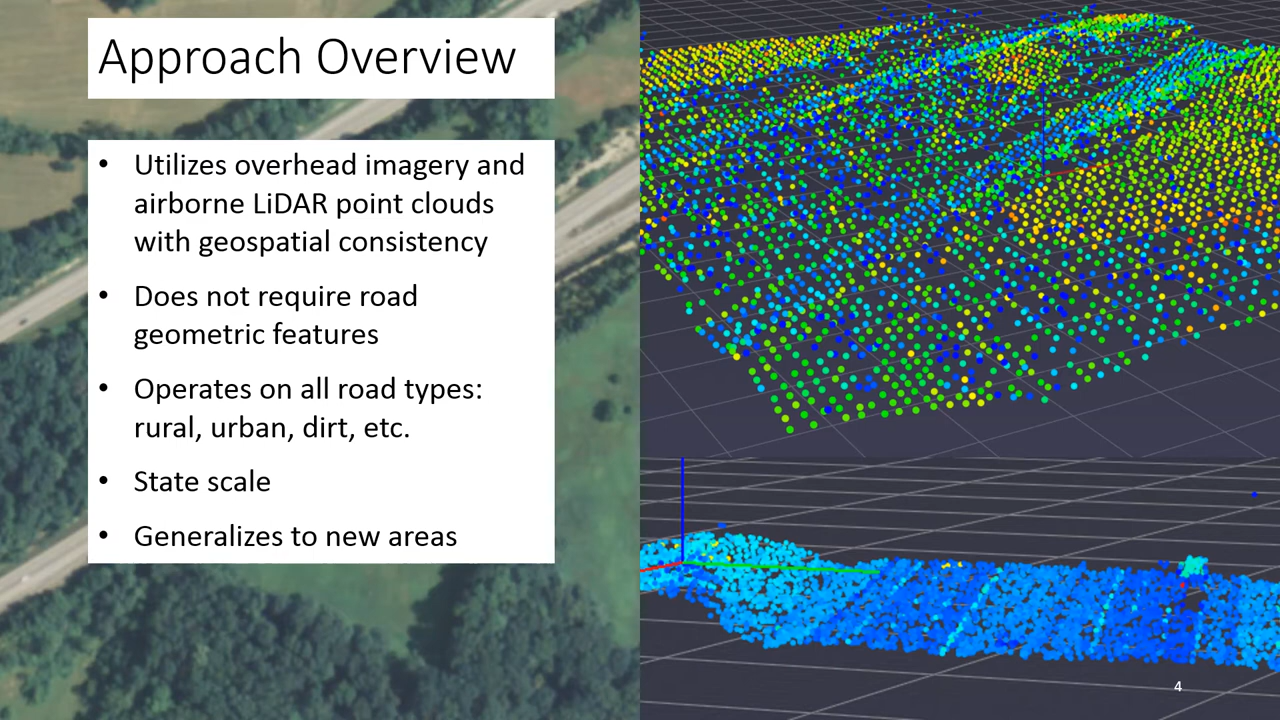 Approach Overview
• Utilizes overhead imagery and
airborne LiDAR point clouds
with geospatial consistency
• Does not require road
geometric features
• Operates on all road types:
rural, urban, dirt, etc.
• State scale
• Generalizes to new areas
4